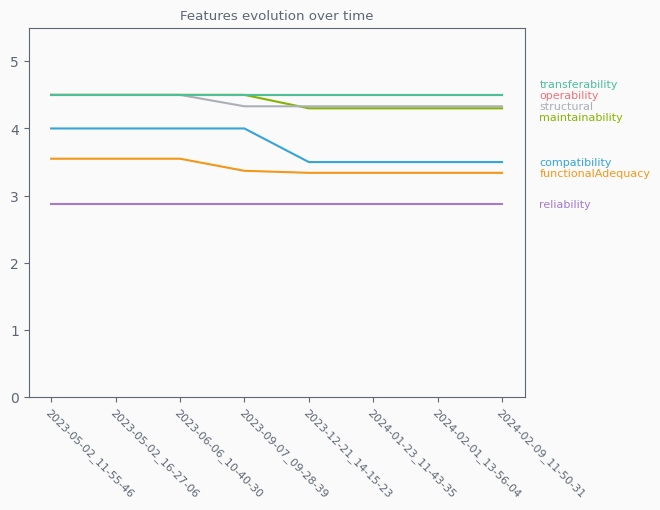 Features evolution over time
5
4
3
2
1
0
transferability
operability
structural
maintainability
compatibility
functionalAdequacy
reliability
2023-05-02_11-55-46
2023-05-02_16-27-06
2023-06-06_10-40-30
2023-09-07_09-28-39
2023-12-21_14-15-23
2024-01-23_11-43-35
2024-02-01_13-56-04
2024-02-09_11-50-31